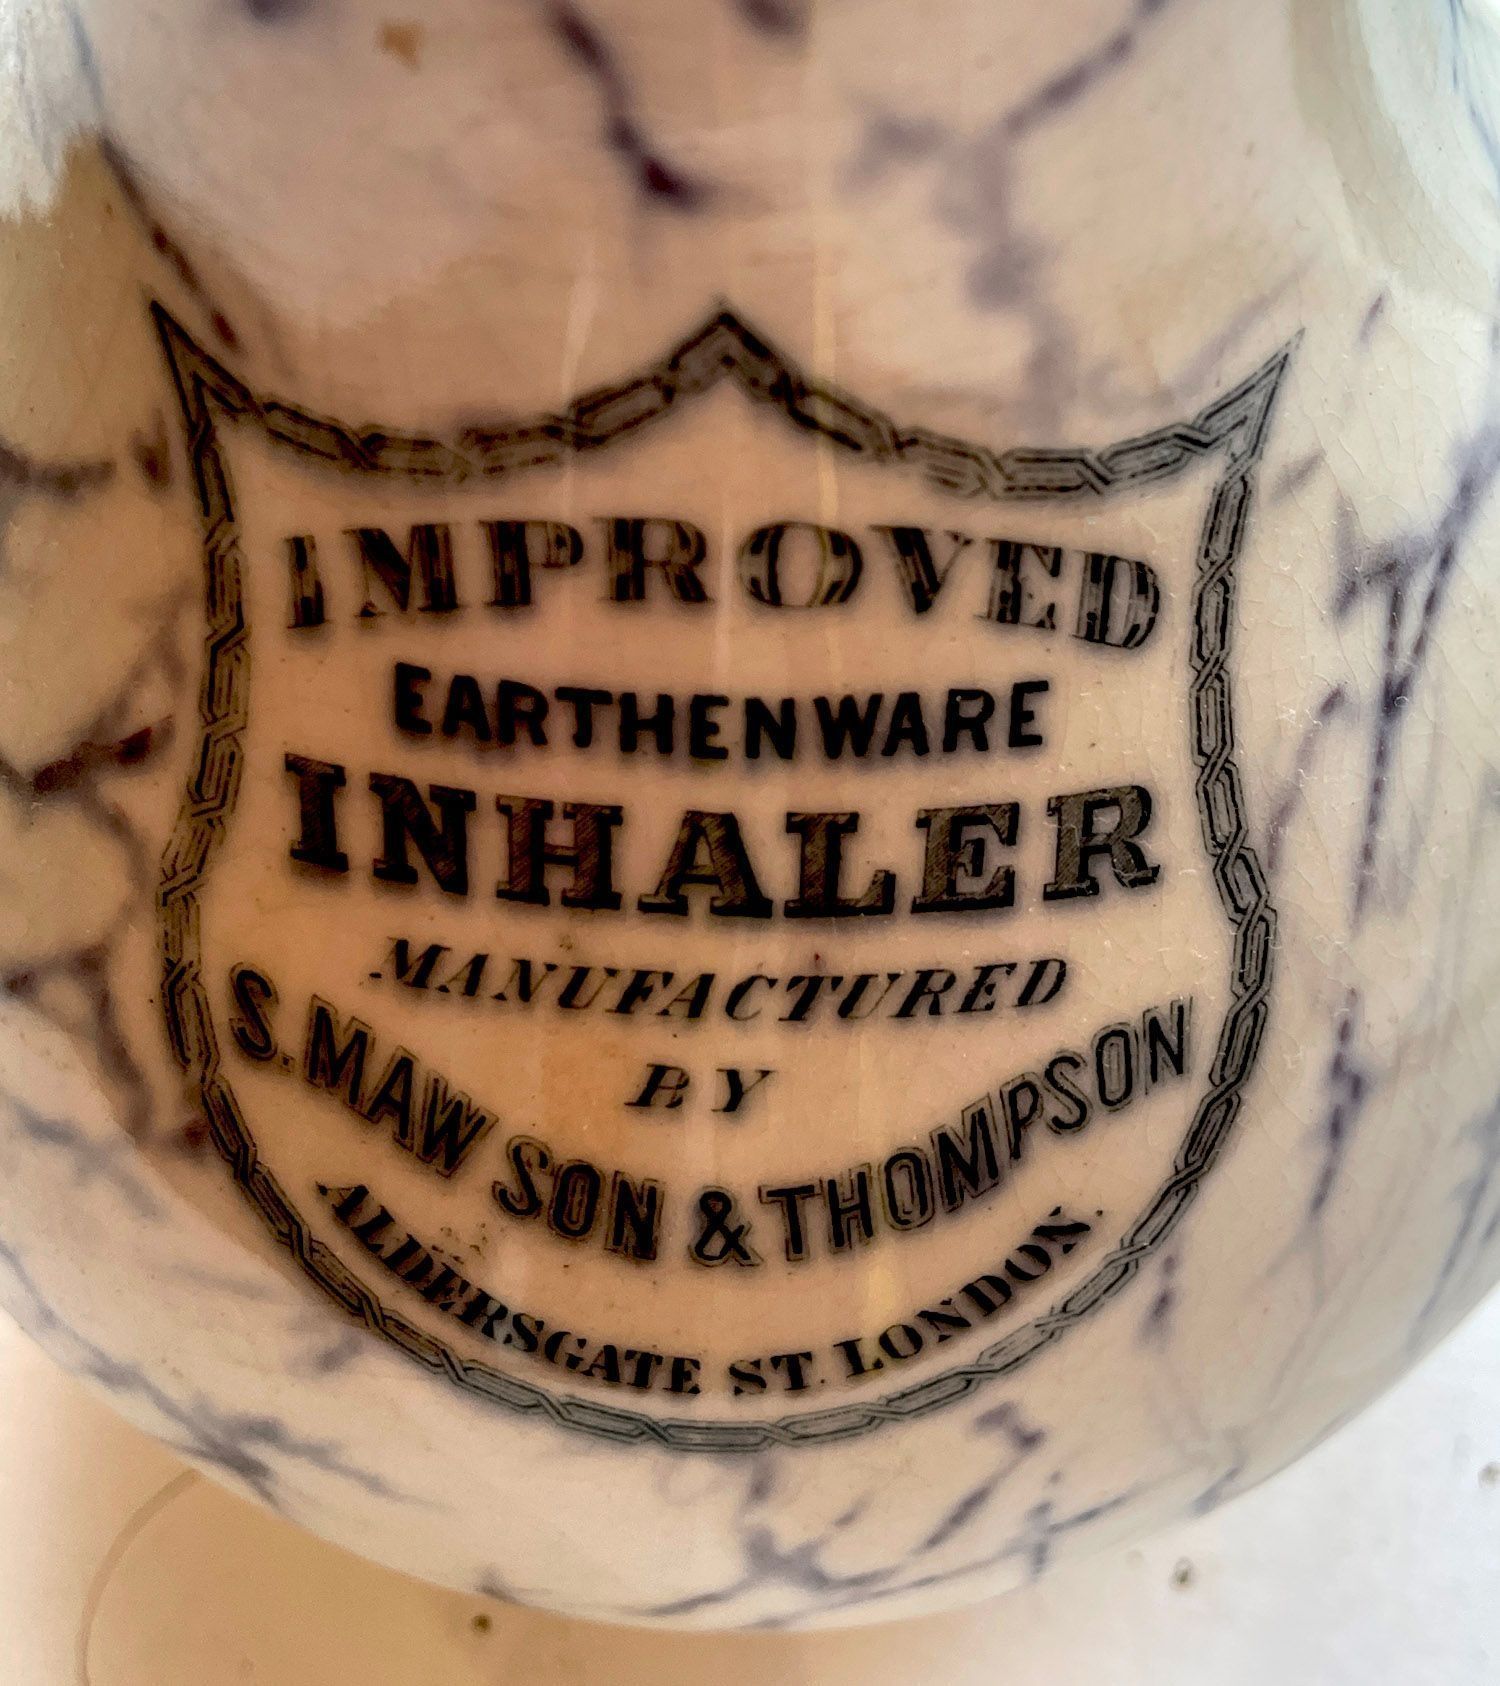 IMPROVED
EARTHENWARE
INHALER
MANUFACTURED
BY
S. MAW SON & THOMPSON
ALDERSGATE ST. LONDON.